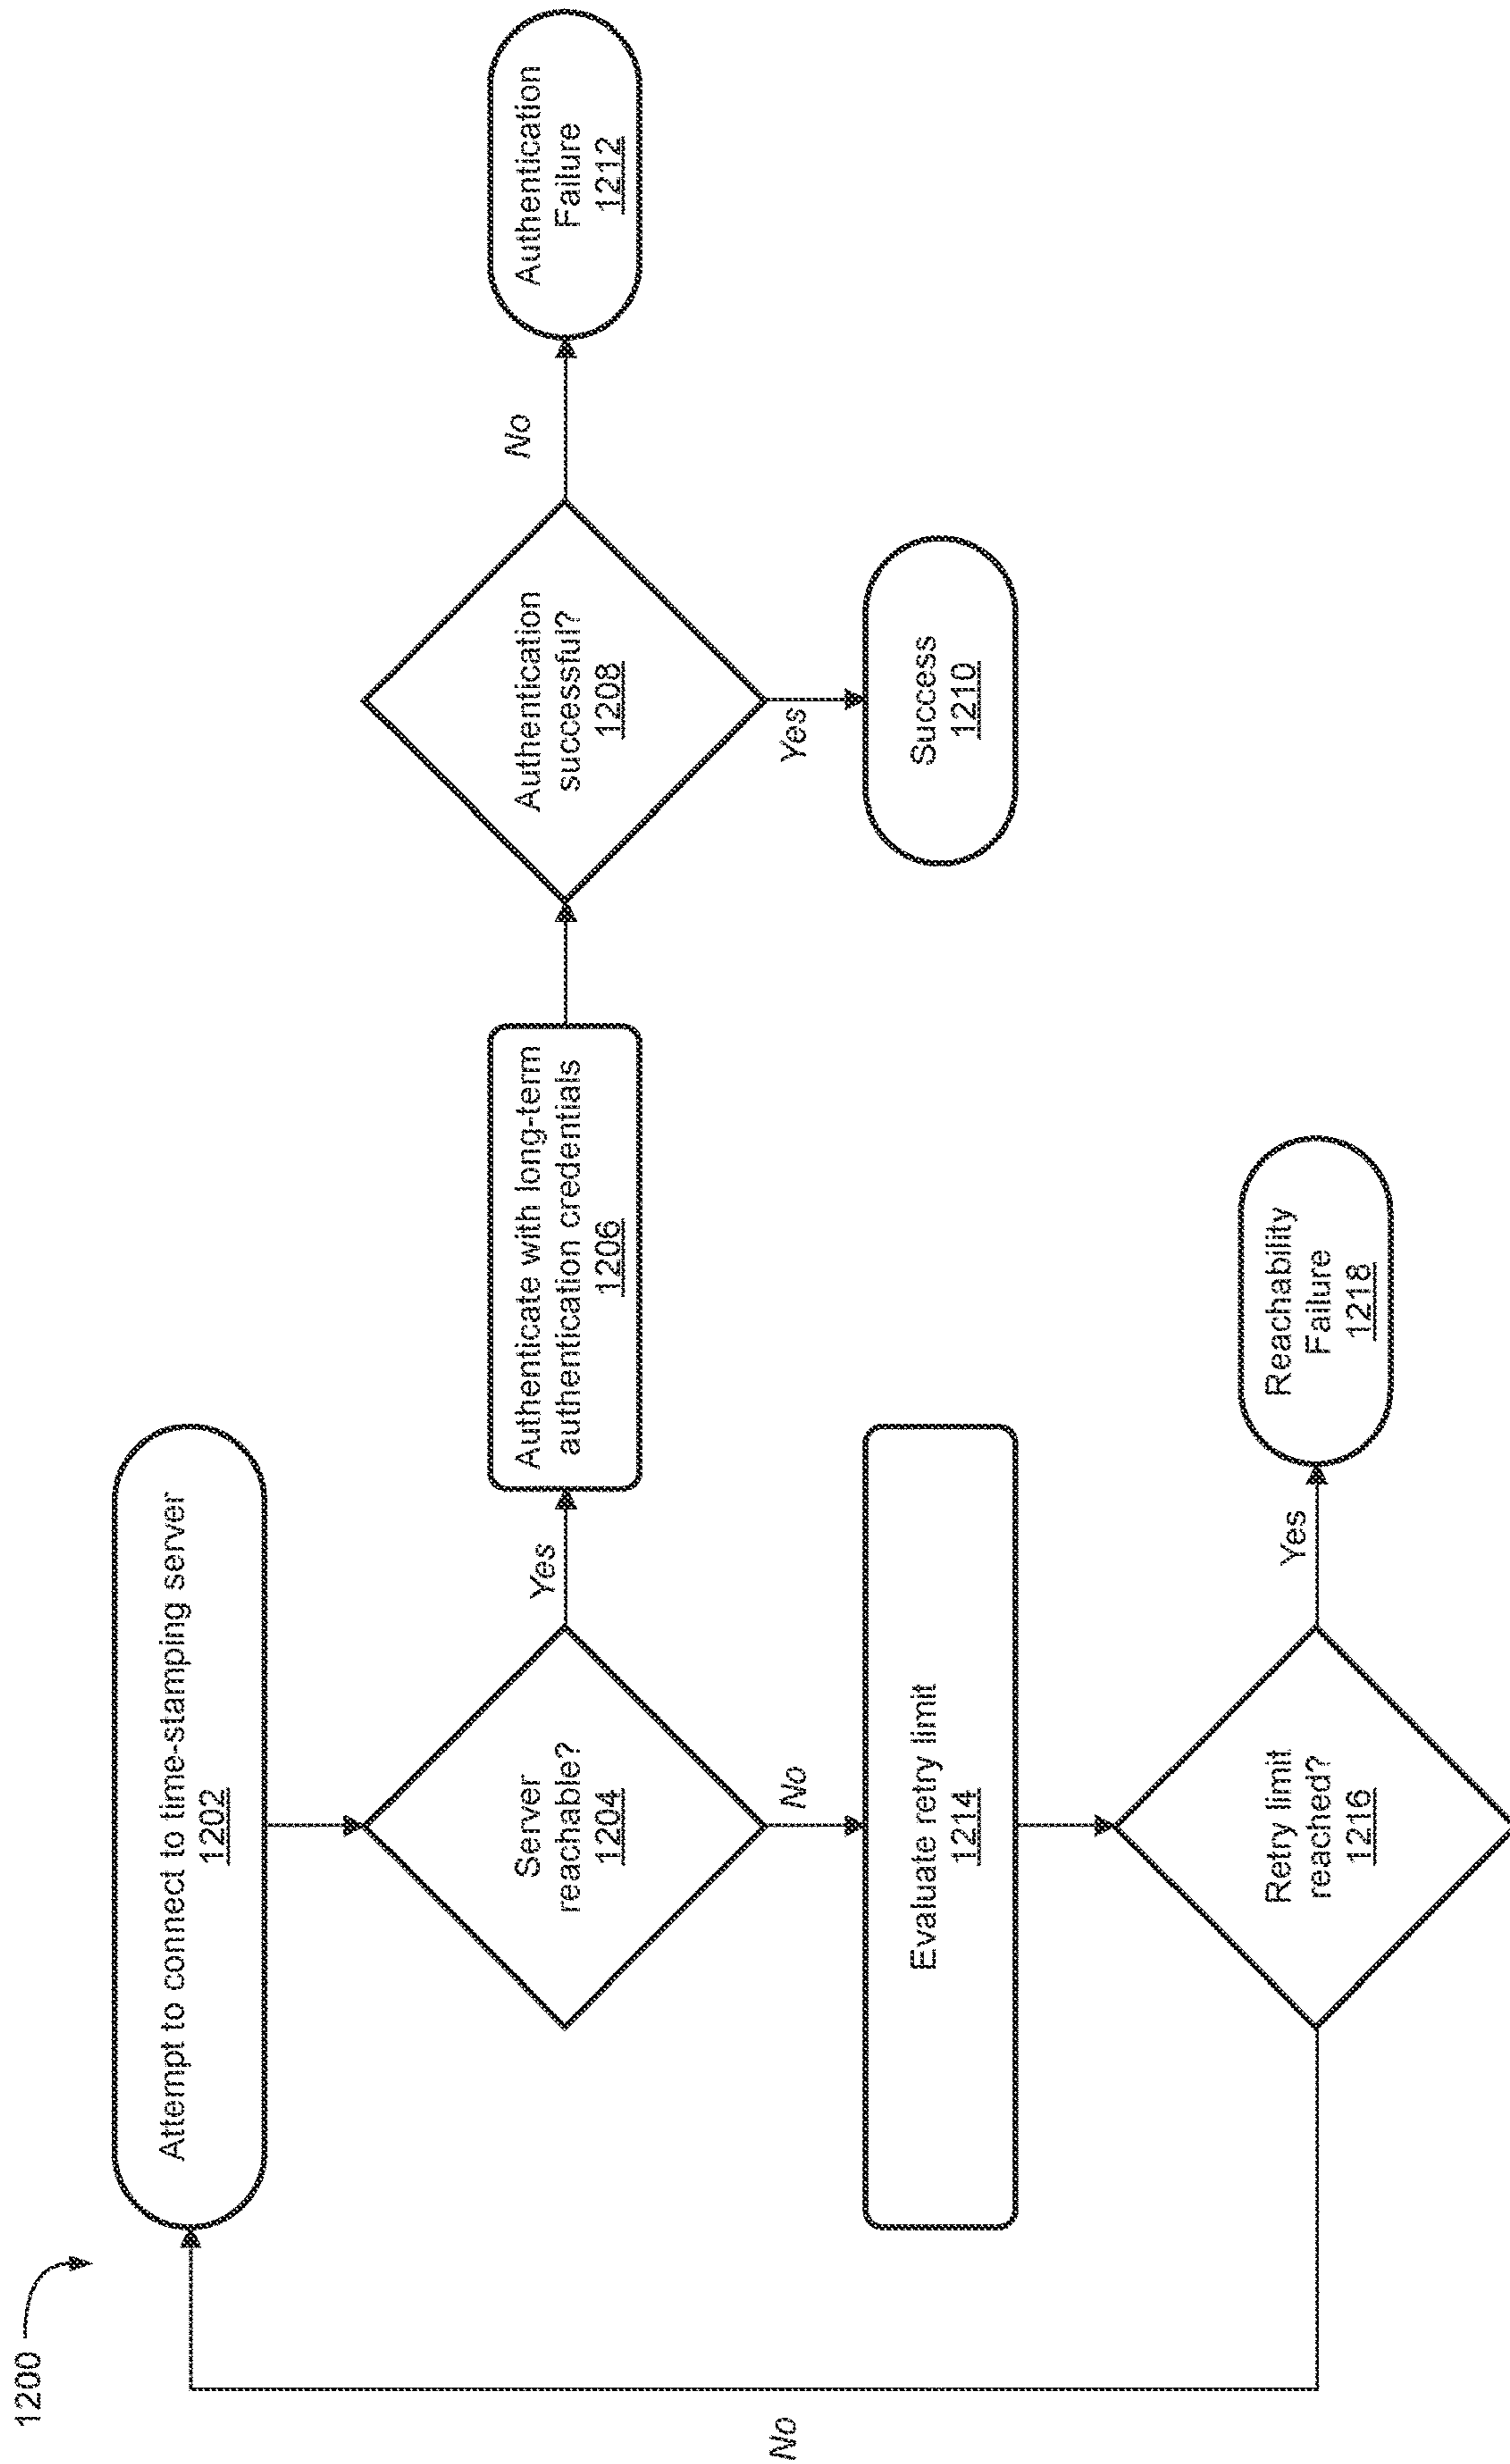 1200
Attempt to connect to time-stamping server
1202
Server
reachable?
1204
Yes
Authenticate with long-term
authentication credentials
1206
Authentication
successful?
1208
No
Authentication
Failure
1212
Yes
Success
1210
No
Evaluate retry limit
1214
Retry limit
reached?
1216
Yes
Reachability
Failure
1218
No